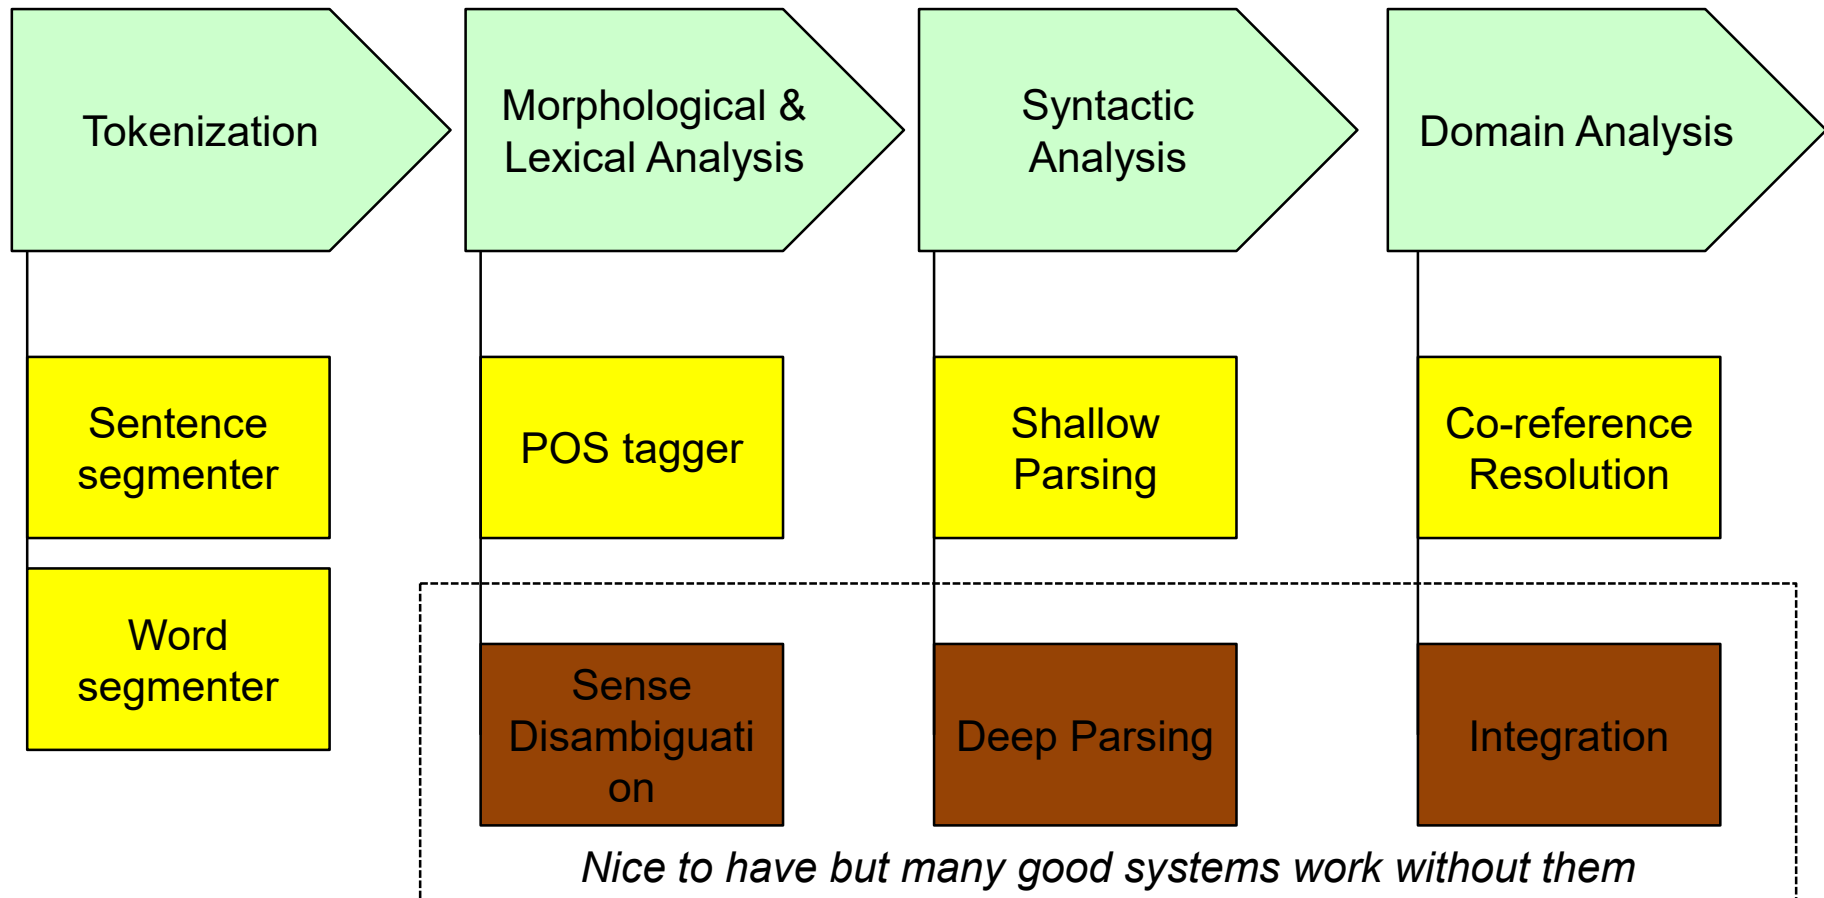 Tokenization
Morphological &
Lexical Analysis
Syntactic
Analysis
Domain Analysis
Sentence
segmenter
POS tagger
Shallow
Parsing
Co-reference
Resolution
Word
segmenter
Sense
Disambiguati
on
Deep Parsing
Integration
Nice to have but many good systems work without them